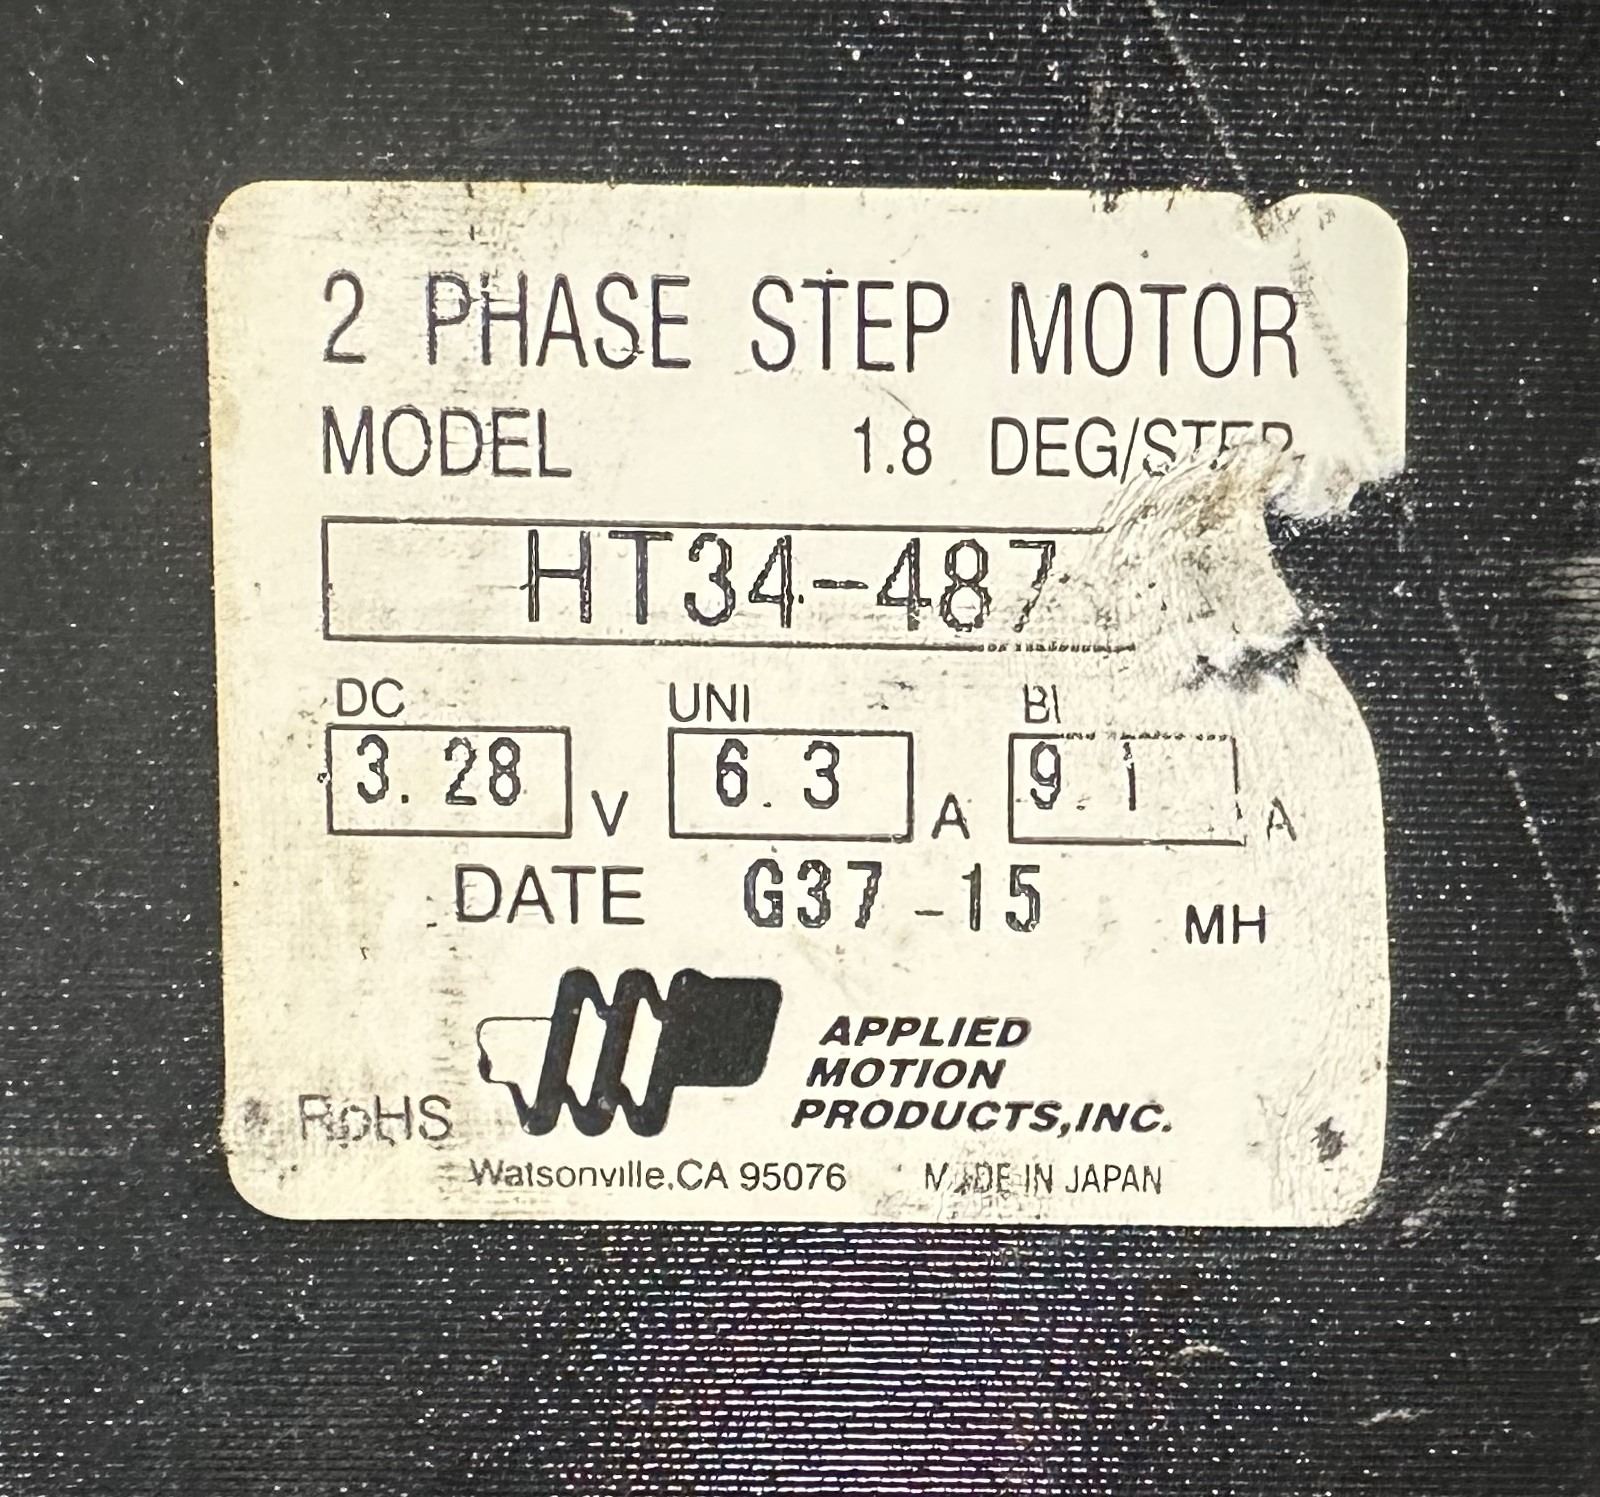 2 PHASE STEP MOTOR
MODEL 1.8 DEG/STEP
HT34-487
DC UNI BI
3.28 V 6.3 A 9.1 A
DATE G37-15 MH
APPLIED
MOTION
PRODUCTS,INC.
RoHS
Watsonville,CA 95076 MADE IN JAPAN